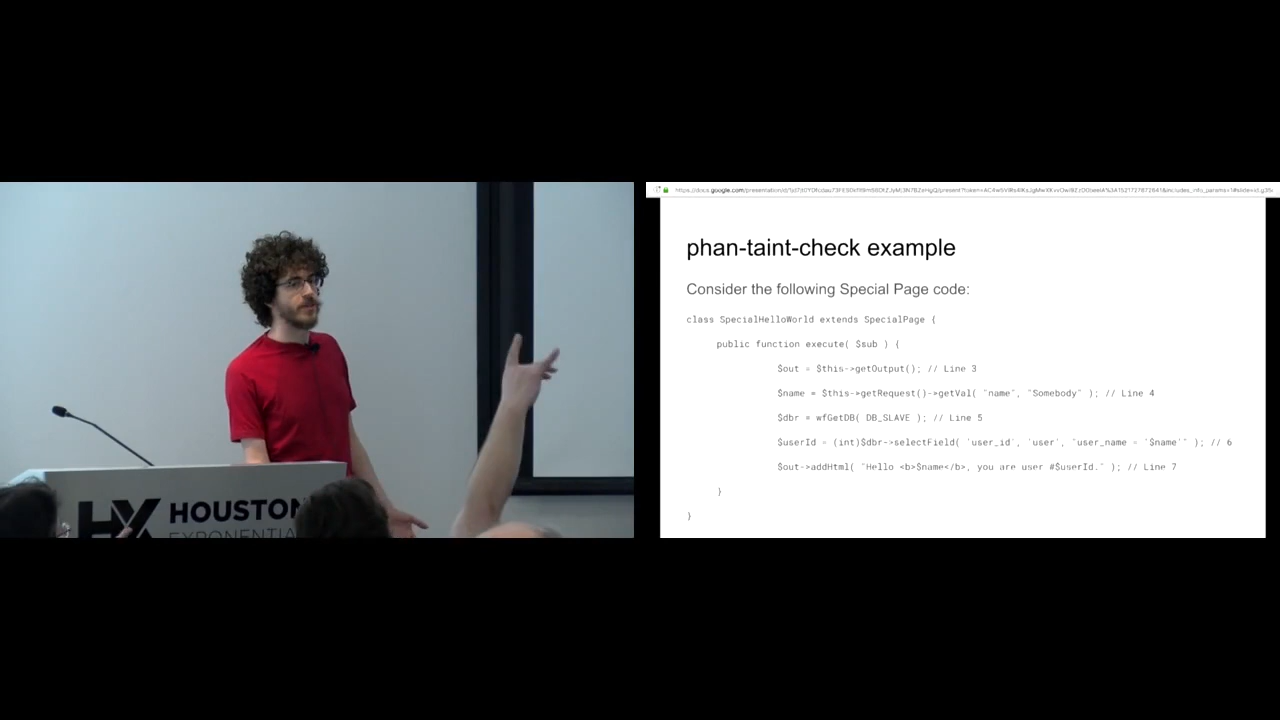 HOUSTON
EXPONENTIA
phan-taint-check example
Consider the following Special Page code:
class SpecialHelloWorld extends SpecialPage {
public function execute( $sub ) {
$out = $this->getOutput(); // Line 3
$name = $this->getRequest()->getVal( "name", "Somebody" ); // Line 4
$dbr = wfGetDB( DB_SLAVE ); // Line 5
$userId = (int)$dbr->selectField( 'user_id', 'user', "user_name = '$name'" ); // 6
$out->addHtml( "Hello <b>$name</b>, you are user #$userId." ); // Line 7
}
}